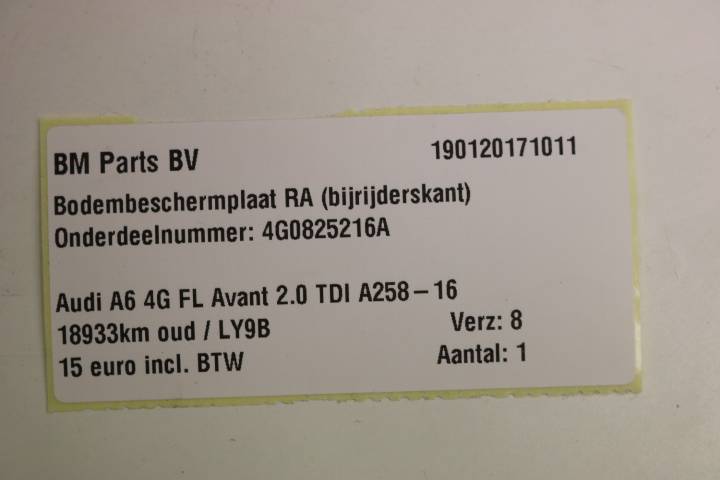 BM Parts BV 190120171011
Bodembeschermplaat RA (bijrijderskant)
Onderdeelnummer: 4G0825216A
Audi A6 4G FL Avant 2.0 TDI A258-16
18933km oud / LY9B Verz: 8
15 euro incl. BTW Aantal: 1